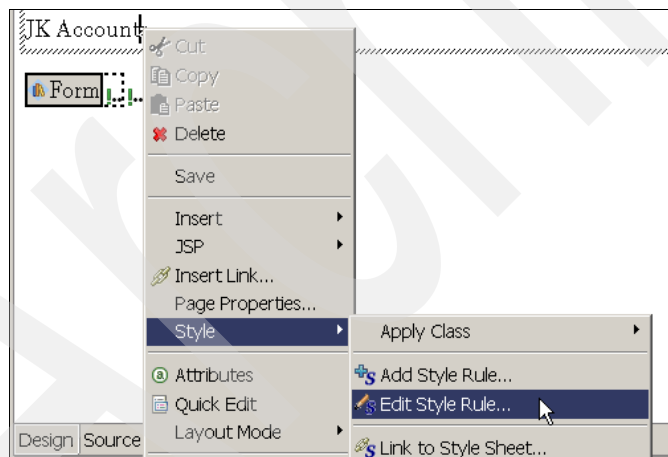 JK Account
Form
Cut
Copy
Paste
Delete
Save
Insert
JSP
Insert Link...
Page Properties...
Style
Attributes
Quick Edit
Layout Mode
Apply Class
Add Style Rule...
Edit Style Rule...
Link to Style Sheet...
Design Source